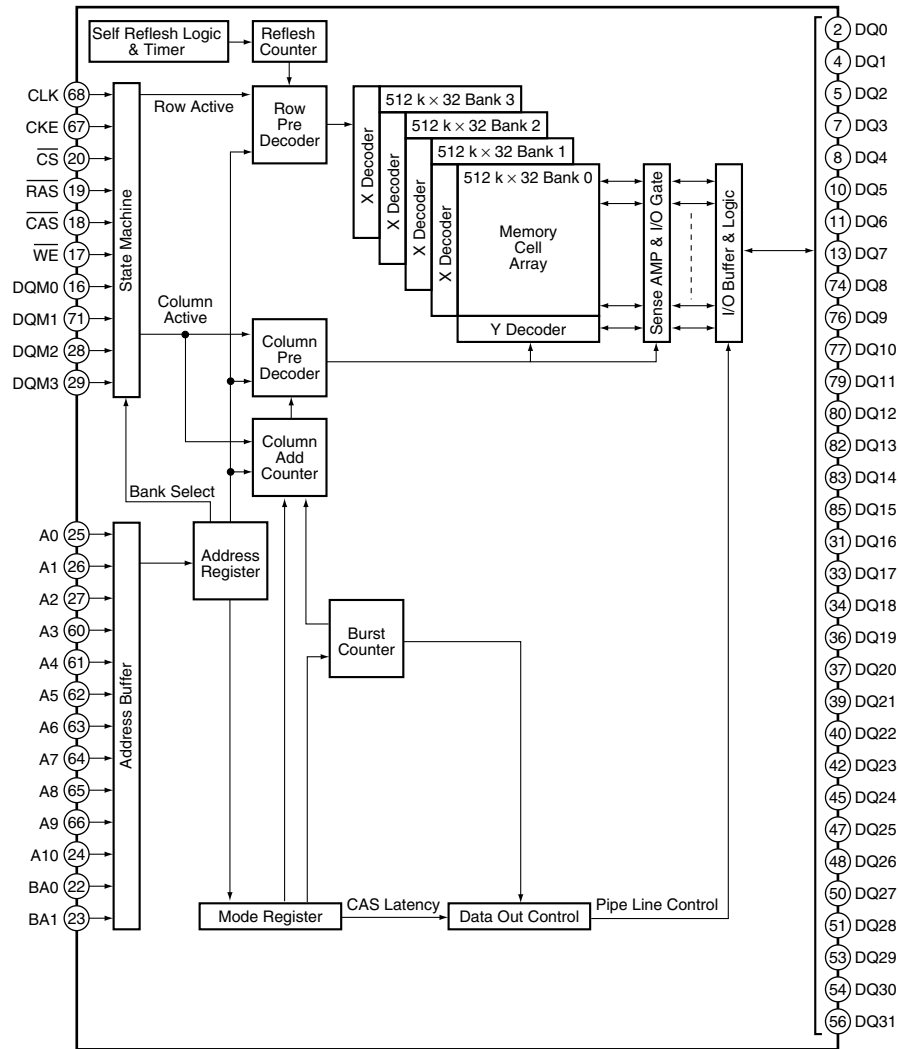 Self Reflesh Logic
& Timer
Reflesh
Counter
CLK 68
CKE 67
CS 20
RAS 19
CAS 18
WE 17
DQM0 16
DQM1 71
DQM2 28
DQM3 29
State Machine
Row Active
Column
Active
Row
Pre
Decoder
Column
Pre
Decoder
Column
Add
Counter
X Decoder
512 k × 32 Bank 3
X Decoder
512 k × 32 Bank 2
X Decoder
512 k × 32 Bank 1
X Decoder
512 k × 32 Bank 0
Memory
Cell
Array
Y Decoder
Sense AMP & I/O Gate
I/O Buffer & Logic
Bank Select
A0 25
A1 26
A2 27
A3 60
A4 61
A5 62
A6 63
A7 64
A8 65
A9 66
A10 24
BA0 22
BA1 23
Address Buffer
Address
Register
Burst
Counter
Mode Register
CAS Latency
Data Out Control
Pipe Line Control
2 DQ0
4 DQ1
5 DQ2
7 DQ3
8 DQ4
10 DQ5
11 DQ6
13 DQ7
74 DQ8
76 DQ9
77 DQ10
79 DQ11
80 DQ12
82 DQ13
83 DQ14
85 DQ15
31 DQ16
33 DQ17
34 DQ18
36 DQ19
37 DQ20
39 DQ21
40 DQ22
42 DQ23
45 DQ24
47 DQ25
48 DQ26
50 DQ27
51 DQ28
53 DQ29
54 DQ30
56 DQ31